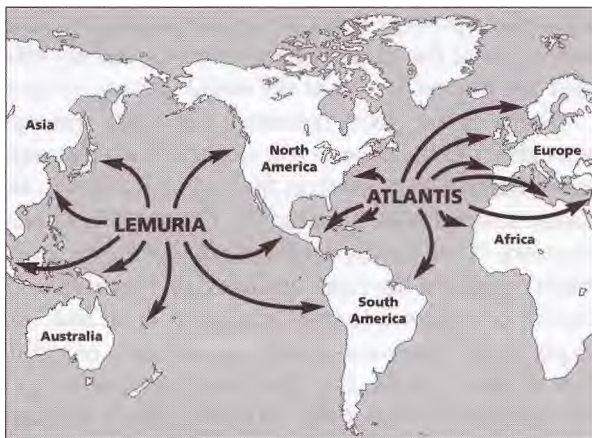 Asia
North
America
Europe
ATLANTIS
LEMURIA
Africa
South
America
Australia